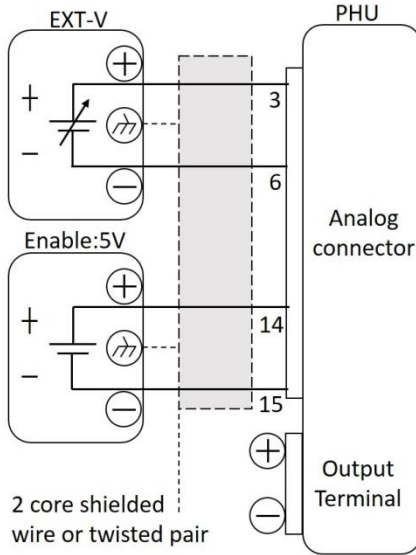 EXT-V
PHU
+
3
−
6
Analog
connector
Enable:5V
+
14
−
15
Output
Terminal
2 core shielded
wire or twisted pair